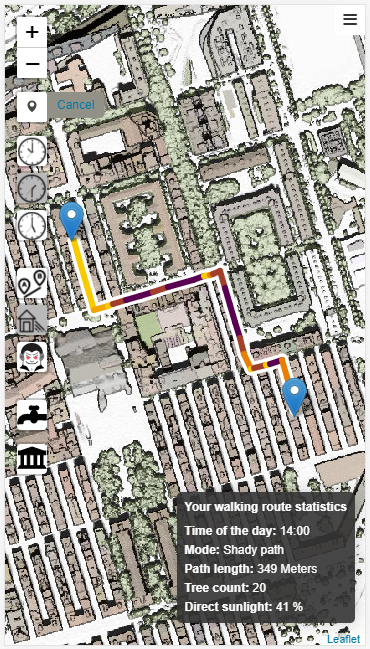 +
−
Cancel
Your walking route statistics
Time of the day: 14:00
Mode: Shady path
Path length: 349 Meters
Tree count: 20
Direct sunlight: 41 %
Leaflet